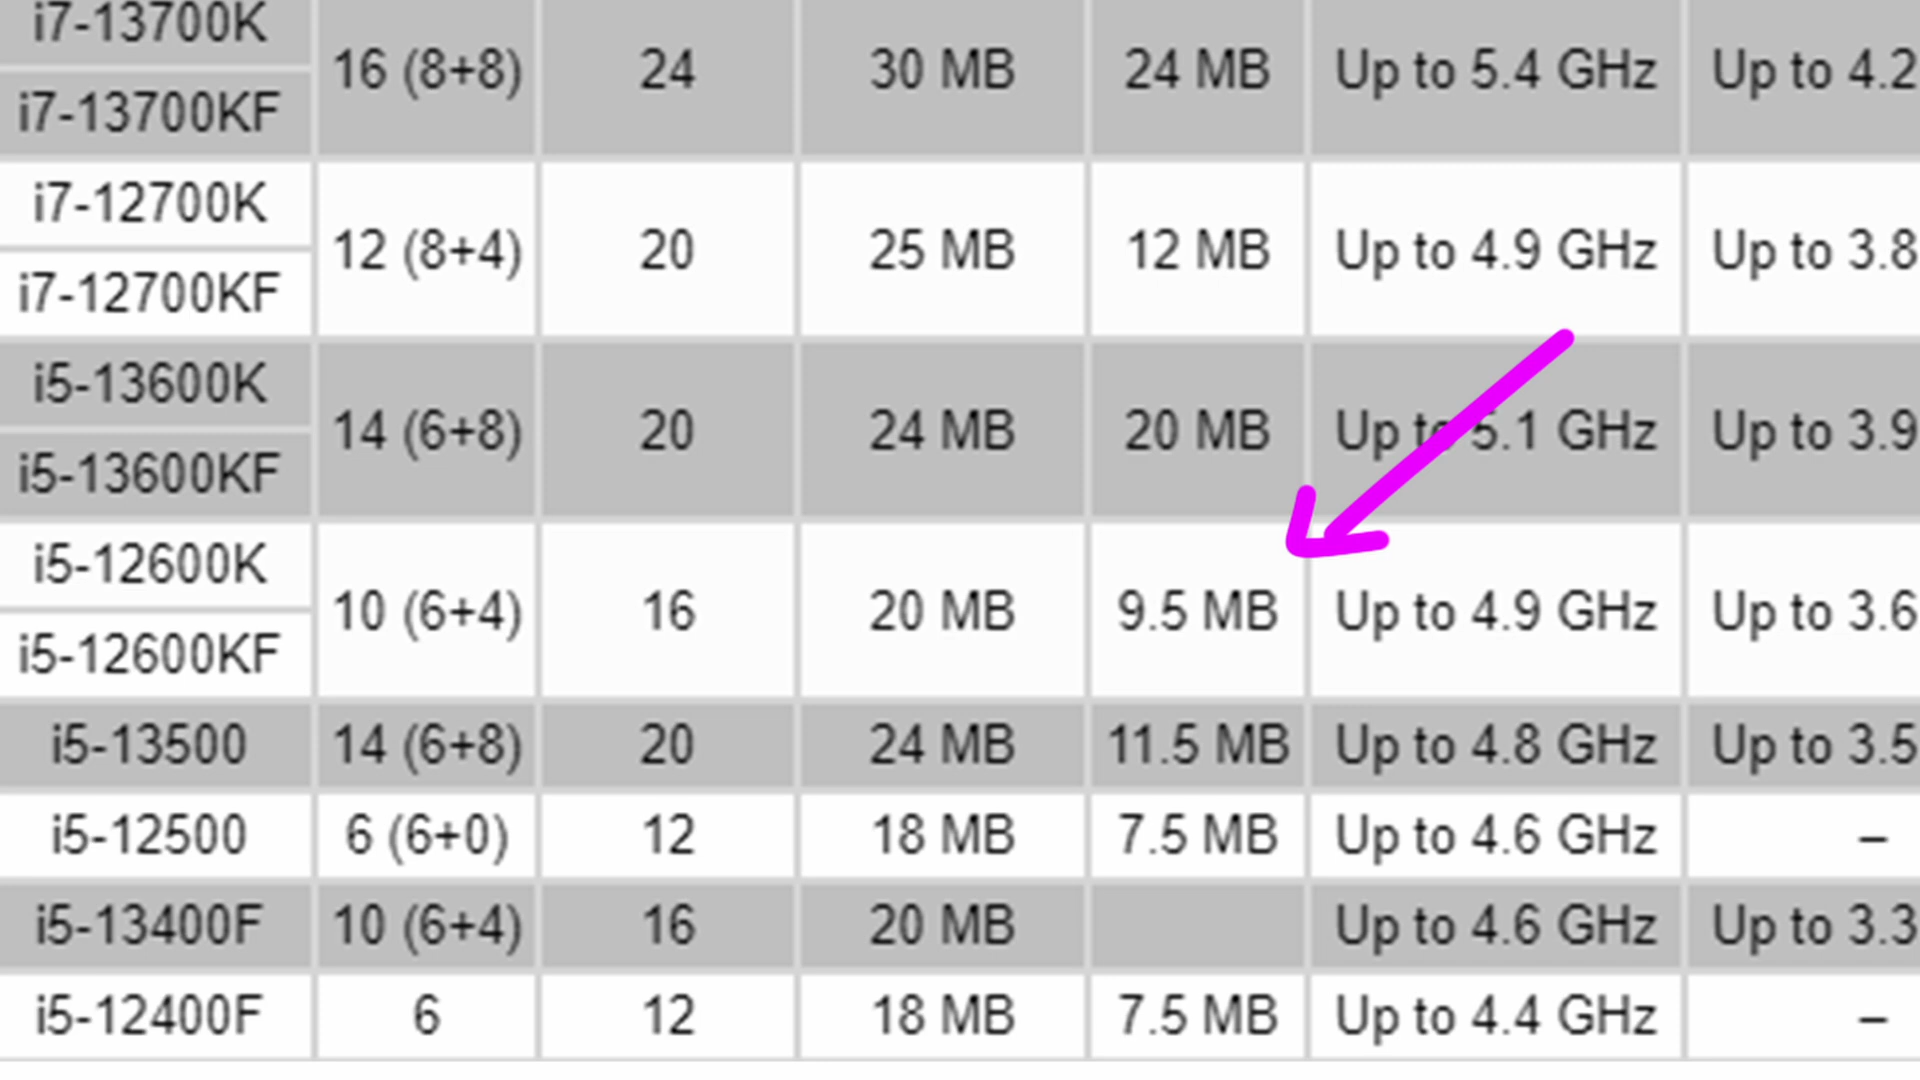 i7-13700K
i7-13700KF
16 (8+8) 24 30 MB 24 MB Up to 5.4 GHz Up to 4.2
i7-12700K
i7-12700KF
12 (8+4) 20 25 MB 12 MB Up to 4.9 GHz Up to 3.8
i5-13600K
i5-13600KF
14 (6+8) 20 24 MB 20 MB Up to 5.1 GHz Up to 3.9
i5-12600K
i5-12600KF
10 (6+4) 16 20 MB 9.5 MB Up to 4.9 GHz Up to 3.6
i5-13500 14 (6+8) 20 24 MB 11.5 MB Up to 4.8 GHz Up to 3.5
i5-12500 6 (6+0) 12 18 MB 7.5 MB Up to 4.6 GHz –
i5-13400F 10 (6+4) 16 20 MB Up to 4.6 GHz Up to 3.3
i5-12400F 6 12 18 MB 7.5 MB Up to 4.4 GHz –